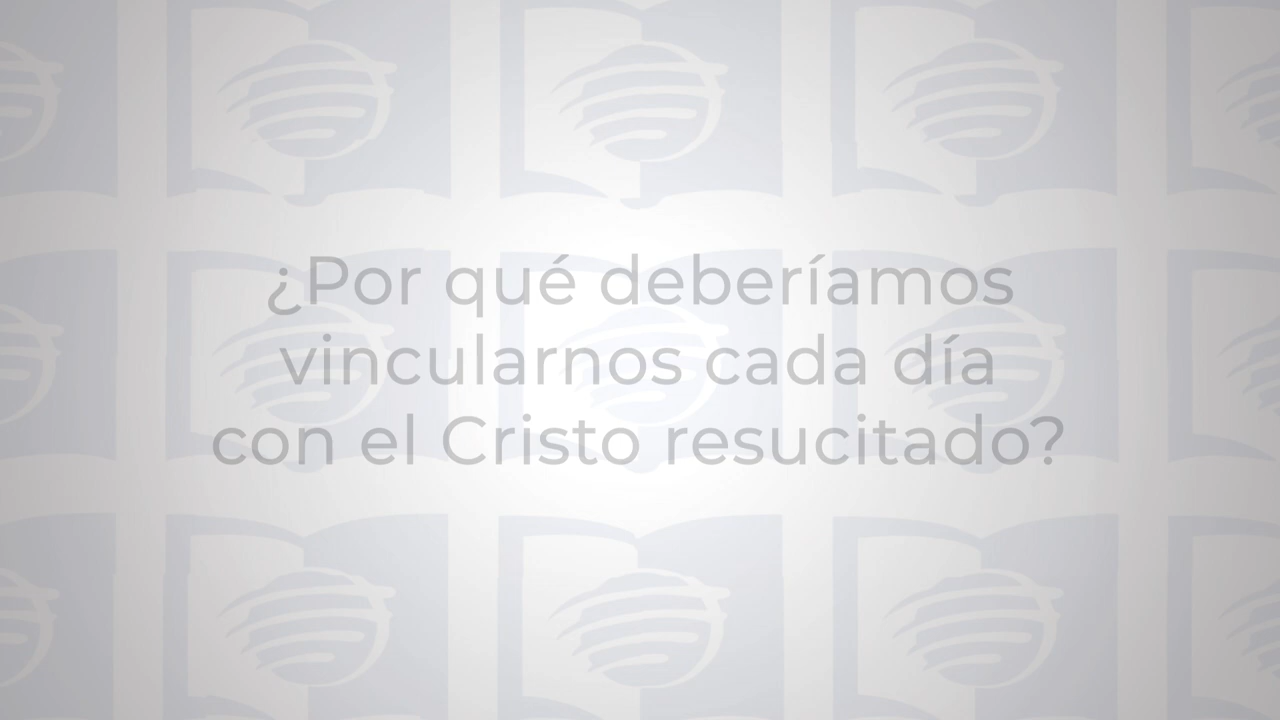 ¿Por qué deberíamos
vincularnos cada día
con el Cristo resucitado?